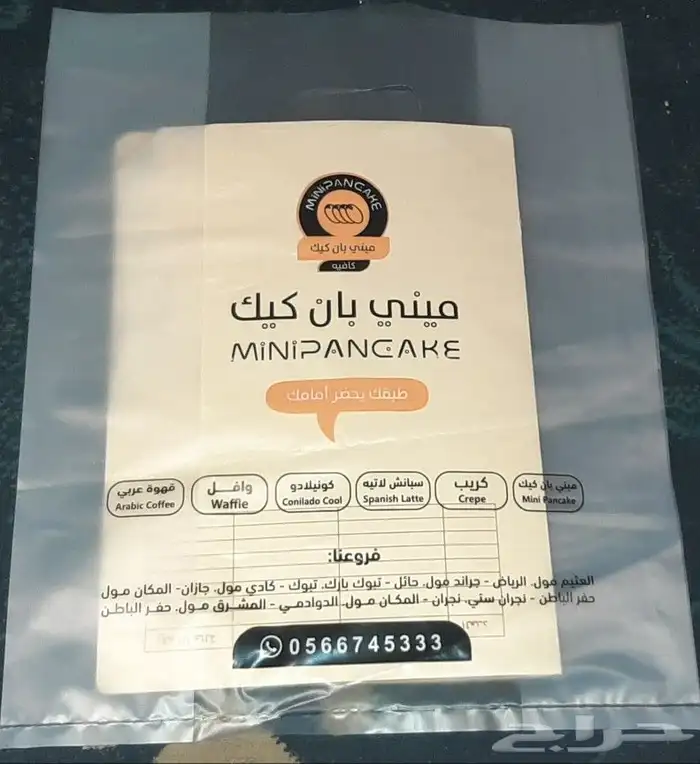 MINIPANCAKE
ميني بان كيك
كافيه
ميني بان كيك
MINIPANCAKE
طبقك يحضر أمامك
ميني بان كيك كريب سبانش لاتيه كونيلادو وافل قهوة عربي
Mini Pancake Crepe Spanish Latte Conilado Cool Waffle Arabic Coffee
فروعنا:
العثيم مول. الرياض - جراند مول. حائل - تبوك بارك. تبوك - كادي مول. جازان - المكان مول
حفر الباطن - نجران ستي. نجران - المكان مول. الدوادمي - المشرق مول. حفر الباطن
العدد
0566745333
حراج